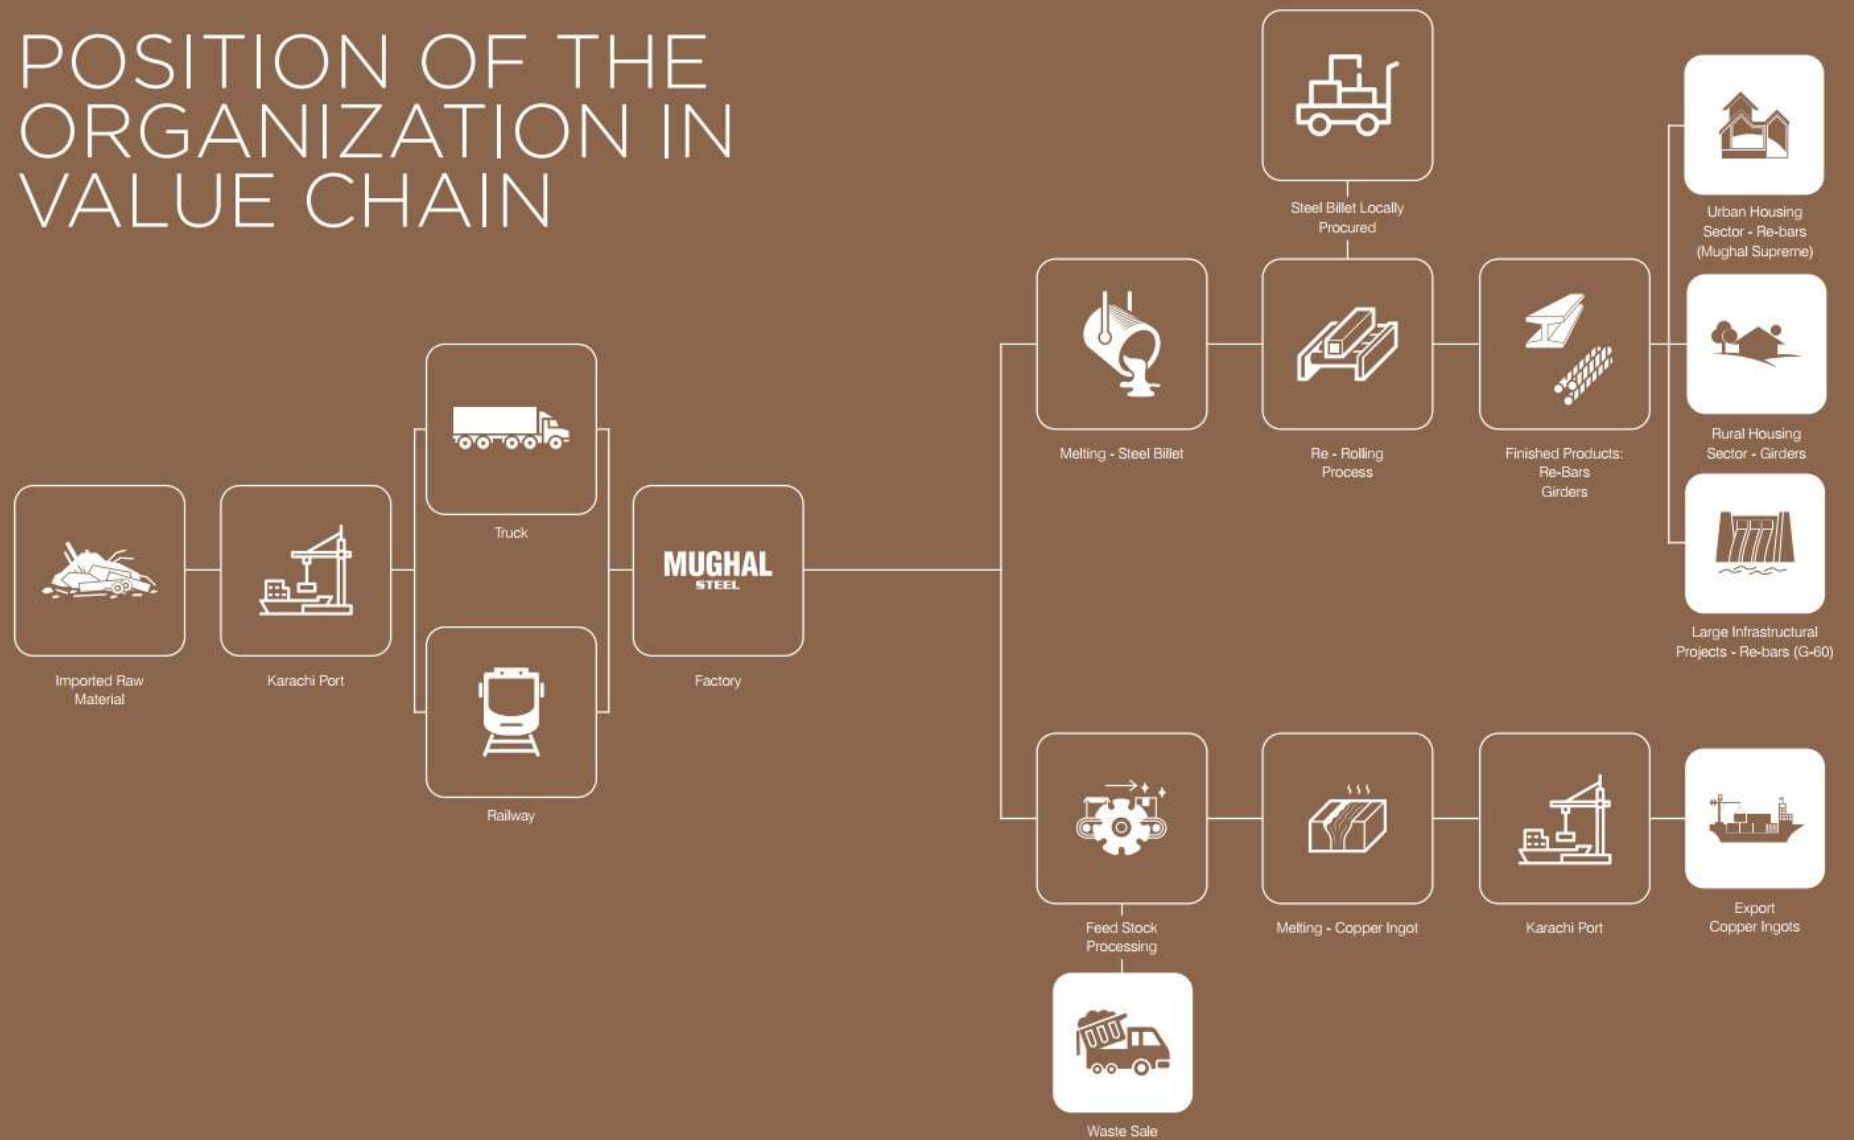 POSITION OF THE
ORGANIZATION IN
VALUE CHAIN
Imported Raw
Material
Karachi Port
Truck
Railway
MUGHAL
STEEL
Factory
Steel Billet Locally
Procured
Melting - Steel Billet
Re - Rolling
Process
Finished Products:
Re-Bars
Girders
Urban Housing
Sector - Re-bars
(Mughal Supreme)
Rural Housing
Sector - Girders
Large Infrastructural
Projects - Re-bars (G-60)
Feed Stock
Processing
Waste Sale
Melting - Copper Ingot
Karachi Port
Export
Copper Ingots